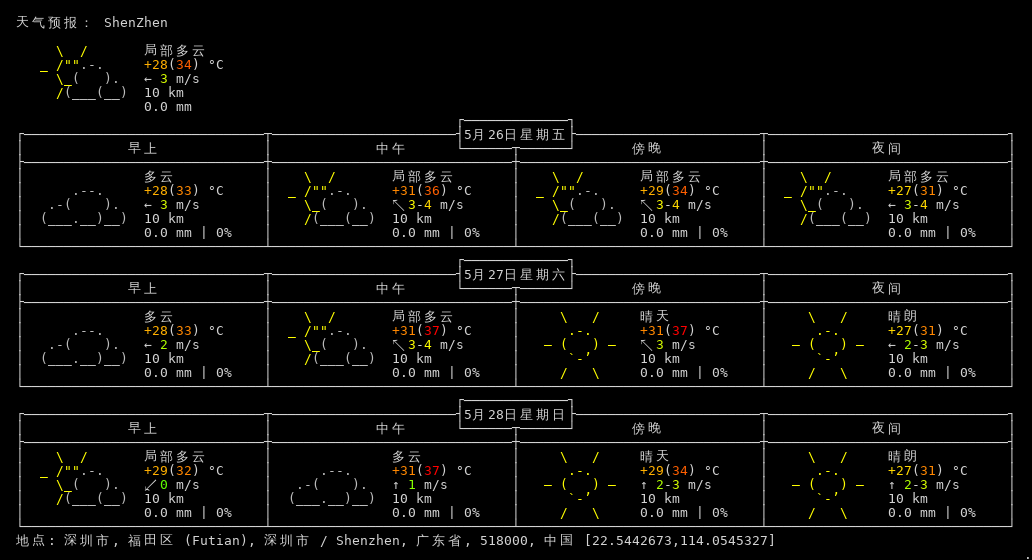 天气预报： ShenZhen
局部多云
+28(34) °C
← 3 m/s
10 km
0.0 mm
5月26日星期五
早上 中午 傍晚 夜间
多云 局部多云 局部多云 局部多云
+28(33) °C +31(36) °C +29(34) °C +27(31) °C
← 3 m/s ↖ 3-4 m/s ↖ 3-4 m/s ← 3-4 m/s
10 km 10 km 10 km 10 km
0.0 mm | 0% 0.0 mm | 0% 0.0 mm | 0% 0.0 mm | 0%
5月27日星期六
早上 中午 傍晚 夜间
多云 局部多云 晴天 晴朗
+28(33) °C +31(37) °C +31(37) °C +27(31) °C
← 2 m/s ↖ 3-4 m/s ↖ 3 m/s ← 2-3 m/s
10 km 10 km 10 km 10 km
0.0 mm | 0% 0.0 mm | 0% 0.0 mm | 0% 0.0 mm | 0%
5月28日星期日
早上 中午 傍晚 夜间
局部多云 多云 晴天 晴朗
+29(32) °C +31(37) °C +29(34) °C +27(31) °C
↙ 0 m/s ↑ 1 m/s ↑ 2-3 m/s ↑ 2-3 m/s
10 km 10 km 10 km 10 km
0.0 mm | 0% 0.0 mm | 0% 0.0 mm | 0% 0.0 mm | 0%
地点: 深圳市, 福田区 (Futian), 深圳市 / Shenzhen, 广东省, 518000, 中国 [22.5442673,114.0545327]